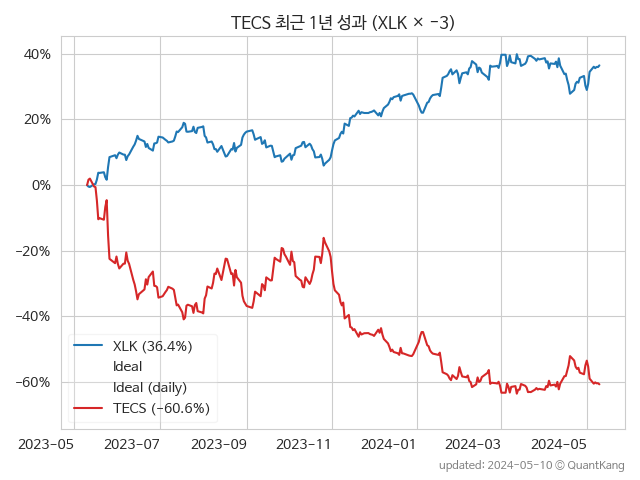 TECS 최근 1년 성과 (XLK × −3)
40%
20%
0%
−20%
−40%
−60%
XLK (36.4%)
Ideal
Ideal (daily)
TECS (−60.6%)
2023-05 2023-07 2023-09 2023-11 2024-01 2024-03 2024-05
updated: 2024-05-10 © QuantKang